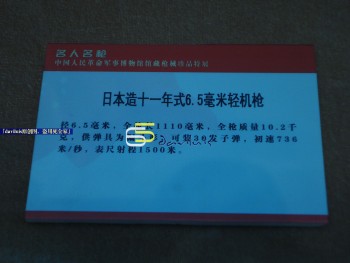 名人名枪
中国人民革命军事博物馆馆藏枪械珍品特展
日本造十一年式6.5毫米轻机枪
径6.5毫米，全 1110毫米，全枪质量10.2千
克，供弹具为 可装30发子弹，初速736
米/秒，表尺射程1500米。